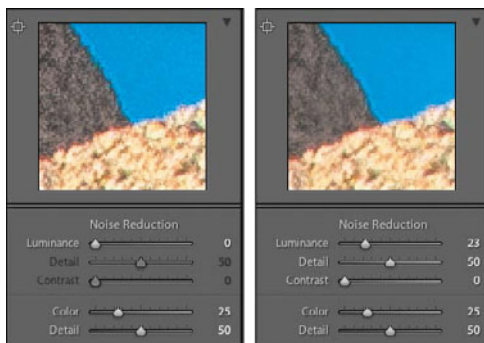 Noise Reduction
Luminance 0
Detail 50
Contrast 0
Color 25
Detail 50
Noise Reduction
Luminance 23
Detail 50
Contrast 0
Color 25
Detail 50